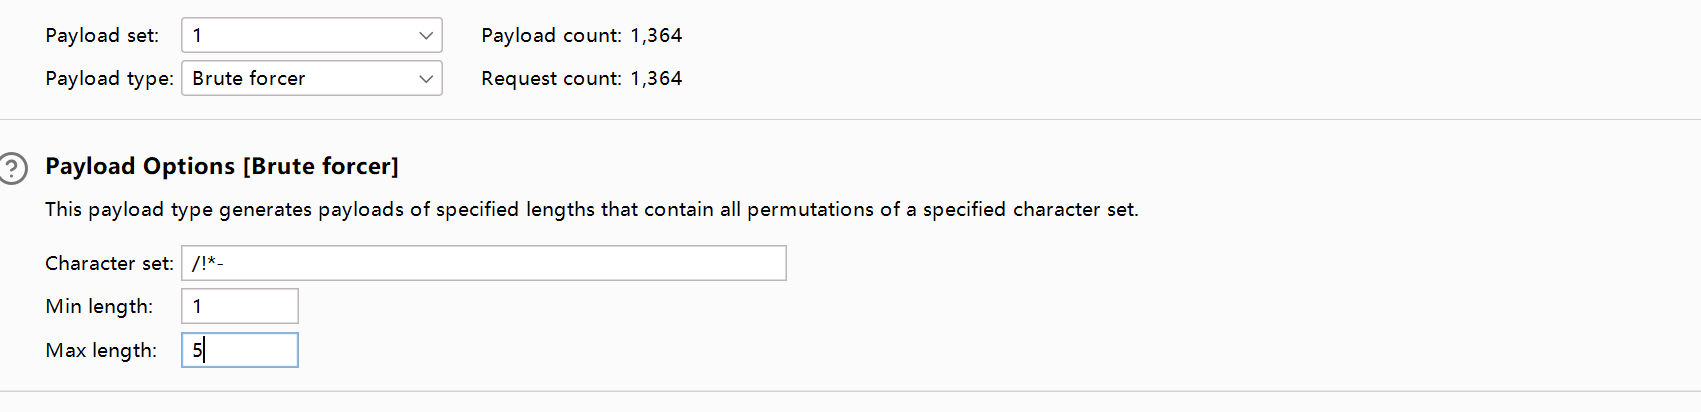 Payload set: 1 Payload count: 1,364
Payload type: Brute forcer Request count: 1,364
? Payload Options [Brute forcer]
This payload type generates payloads of specified lengths that contain all permutations of a specified character set.
Character set: /!*-
Min length: 1
Max length: 5